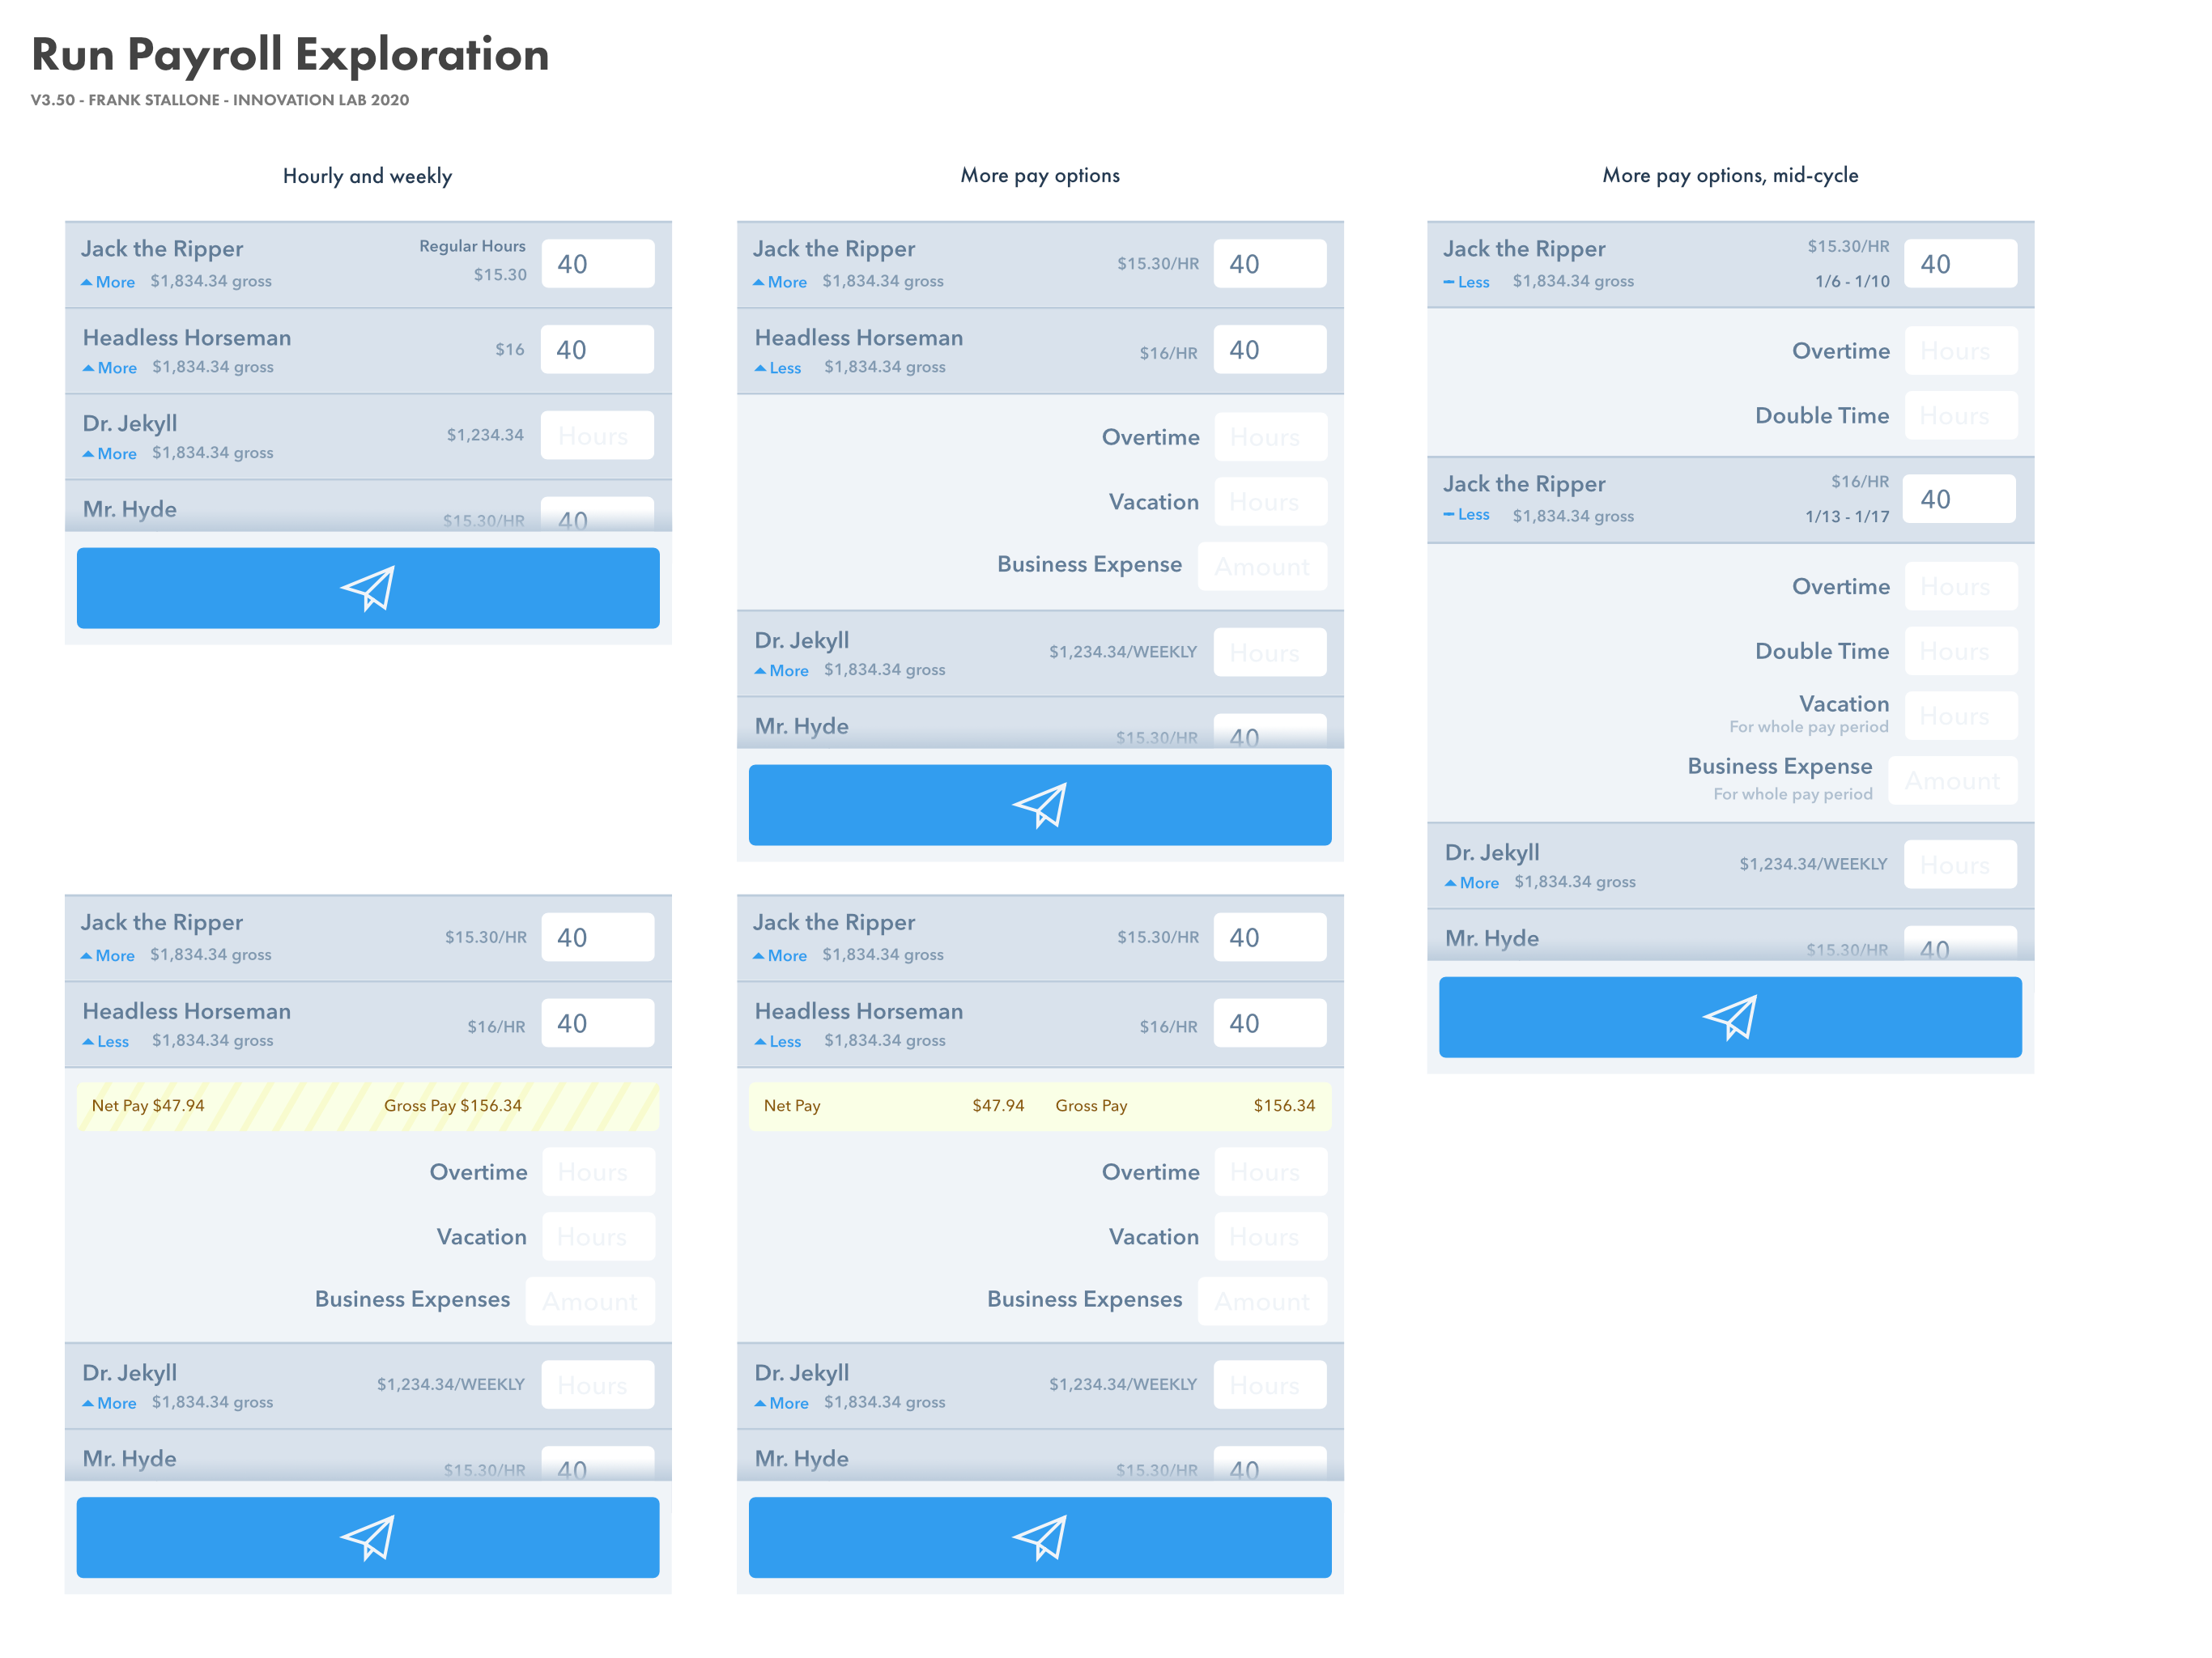 Run Payroll Exploration
V3.50 - FRANK STALLONE - INNOVATION LAB 2020
Hourly and weekly
Jack the Ripper
Regular Hours
40
More $1,834.34 gross
$15.30
Headless Horseman
$16
40
More $1,834.34 gross
Dr. Jekyll
$1,234.34
Hours
More $1,834.34 gross
Mr. Hyde
$15.30/HR
40
More pay options
Jack the Ripper
$15.30/HR
40
More $1,834.34 gross
Headless Horseman
$16/HR
40
Less $1,834.34 gross
Overtime Hours
Vacation Hours
Business Expense Amount
Dr. Jekyll
$1,234.34/WEEKLY
Hours
More $1,834.34 gross
Mr. Hyde
$15.30/HR
40
More pay options, mid-cycle
Jack the Ripper
$15.30/HR
40
Less $1,834.34 gross
1/6 - 1/10
Overtime Hours
Double Time Hours
Jack the Ripper
$16/HR
40
Less $1,834.34 gross
1/13 - 1/17
Overtime Hours
Double Time Hours
Vacation Hours
For whole pay period
Business Expense Amount
For whole pay period
Dr. Jekyll
$1,234.34/WEEKLY
Hours
More $1,834.34 gross
Mr. Hyde
$15.30/HR
40
Jack the Ripper
$15.30/HR
40
More $1,834.34 gross
Headless Horseman
$16/HR
40
Less $1,834.34 gross
Net Pay $47.94 Gross Pay $156.34
Overtime Hours
Vacation Hours
Business Expenses Amount
Dr. Jekyll
$1,234.34/WEEKLY
Hours
More $1,834.34 gross
Mr. Hyde
$15.30/HR
40
Jack the Ripper
$15.30/HR
40
More $1,834.34 gross
Headless Horseman
$16/HR
40
Less $1,834.34 gross
Net Pay $47.94 Gross Pay $156.34
Overtime Hours
Vacation Hours
Business Expenses Amount
Dr. Jekyll
$1,234.34/WEEKLY
Hours
More $1,834.34 gross
Mr. Hyde
$15.30/HR
40